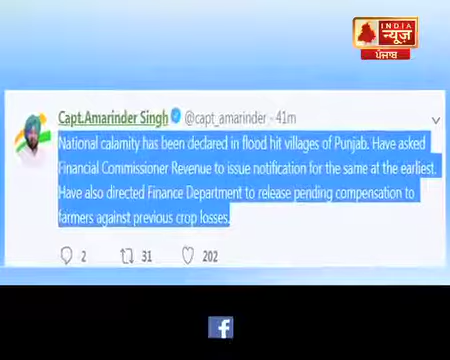 INDIA
न्यूज़
ਪੰਜਾਬ
Capt.Amarinder Singh @capt_amarinder - 41m
National calamity has been declared in flood hit villages of Punjab. Have asked
Financial Commissioner Revenue to issue notification for the same at the earliest.
Have also directed Finance Department to release pending compensation to
farmers against previous crop losses.
2 31 202
f